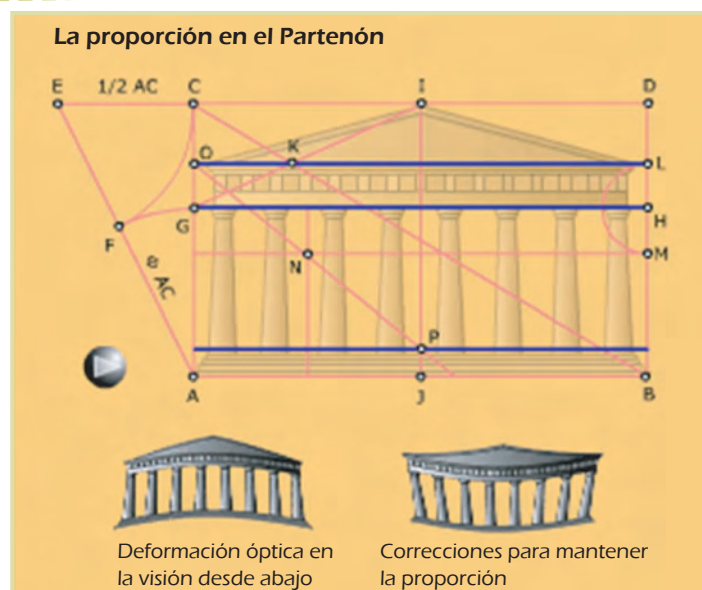 La proporción en el Partenón
E 1/2 AC C I D
O K L
G H
F
& AC
N M
P
A J B
Deformación óptica en
la visión desde abajo
Correcciones para mantener
la proporción